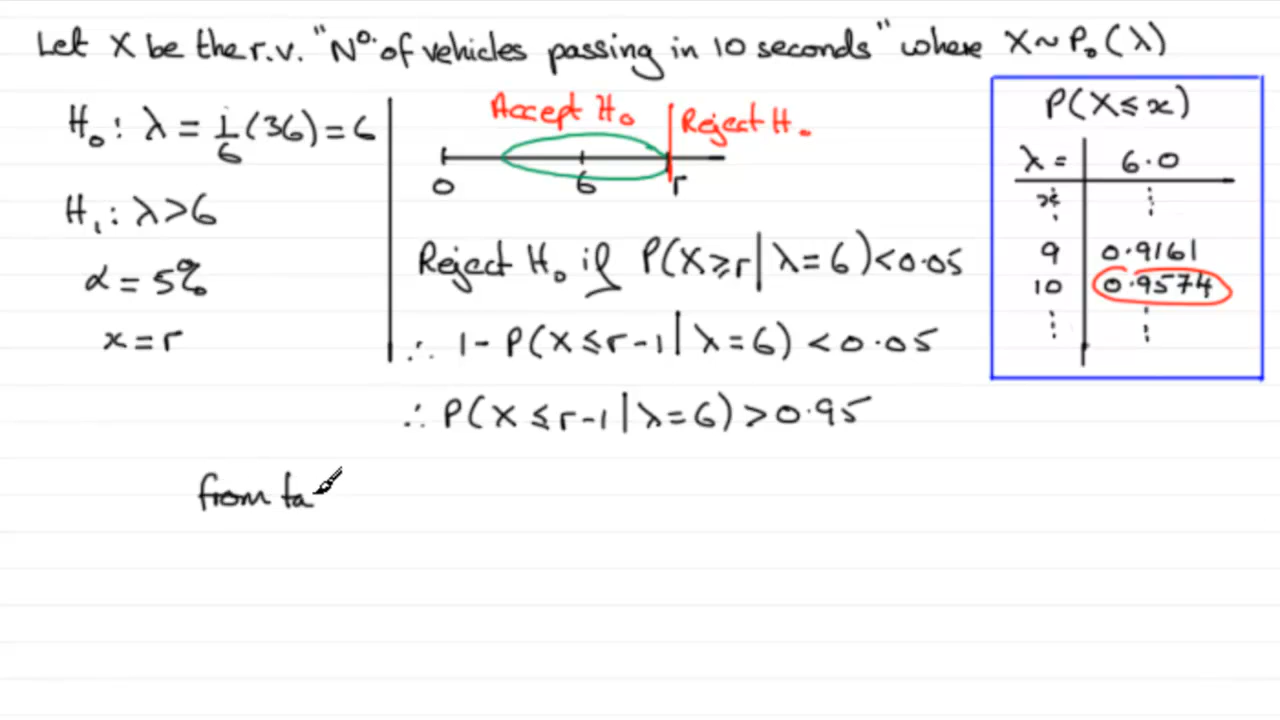 Let X be the r.v. "Nº. of vehicles passing in 10 seconds" where X ~ Po(λ)
H₀ : λ = 1/6 (36) = 6
H₁ : λ > 6
α = 5%
x = r
Accept H₀
Reject H₀
0 6 r
Reject H₀ if P(X ≥ r | λ = 6) < 0.05
∴ 1 - P(X ≤ r-1 | λ = 6) < 0.05
∴ P(X ≤ r-1 | λ = 6) > 0.95
from ta
P(X ≤ x)
λ = 6.0
x ⋮
9 0.9161
10 0.9574
⋮ ⋮